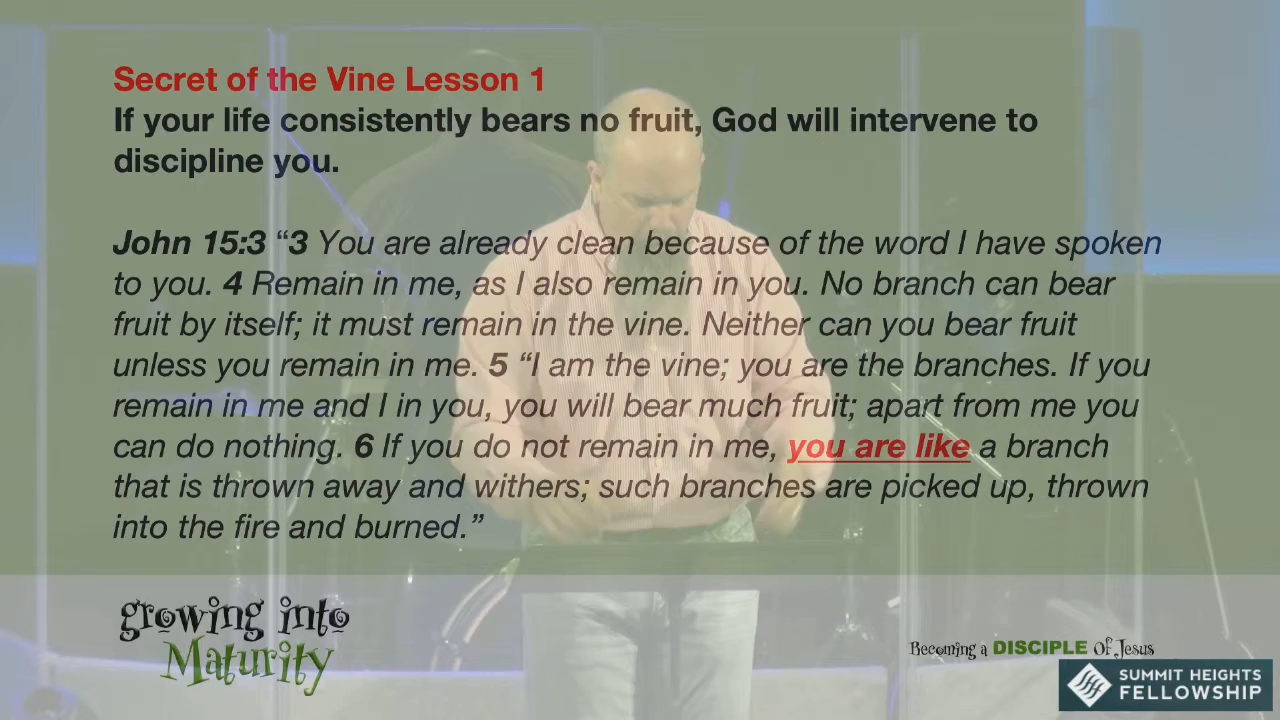 Secret of the Vine Lesson 1
If your life consistently bears no fruit, God will intervene to
discipline you.
John 15:3 “3 You are already clean because of the word I have spoken
to you. 4 Remain in me, as I also remain in you. No branch can bear
fruit by itself; it must remain in the vine. Neither can you bear fruit
unless you remain in me. 5 “I am the vine; you are the branches. If you
remain in me and I in you, you will bear much fruit; apart from me you
can do nothing. 6 If you do not remain in me, you are like a branch
that is thrown away and withers; such branches are picked up, thrown
into the fire and burned.”
growing into
Maturity
Becoming a DISCIPLE Of Jesus
SUMMIT HEIGHTS
FELLOWSHIP